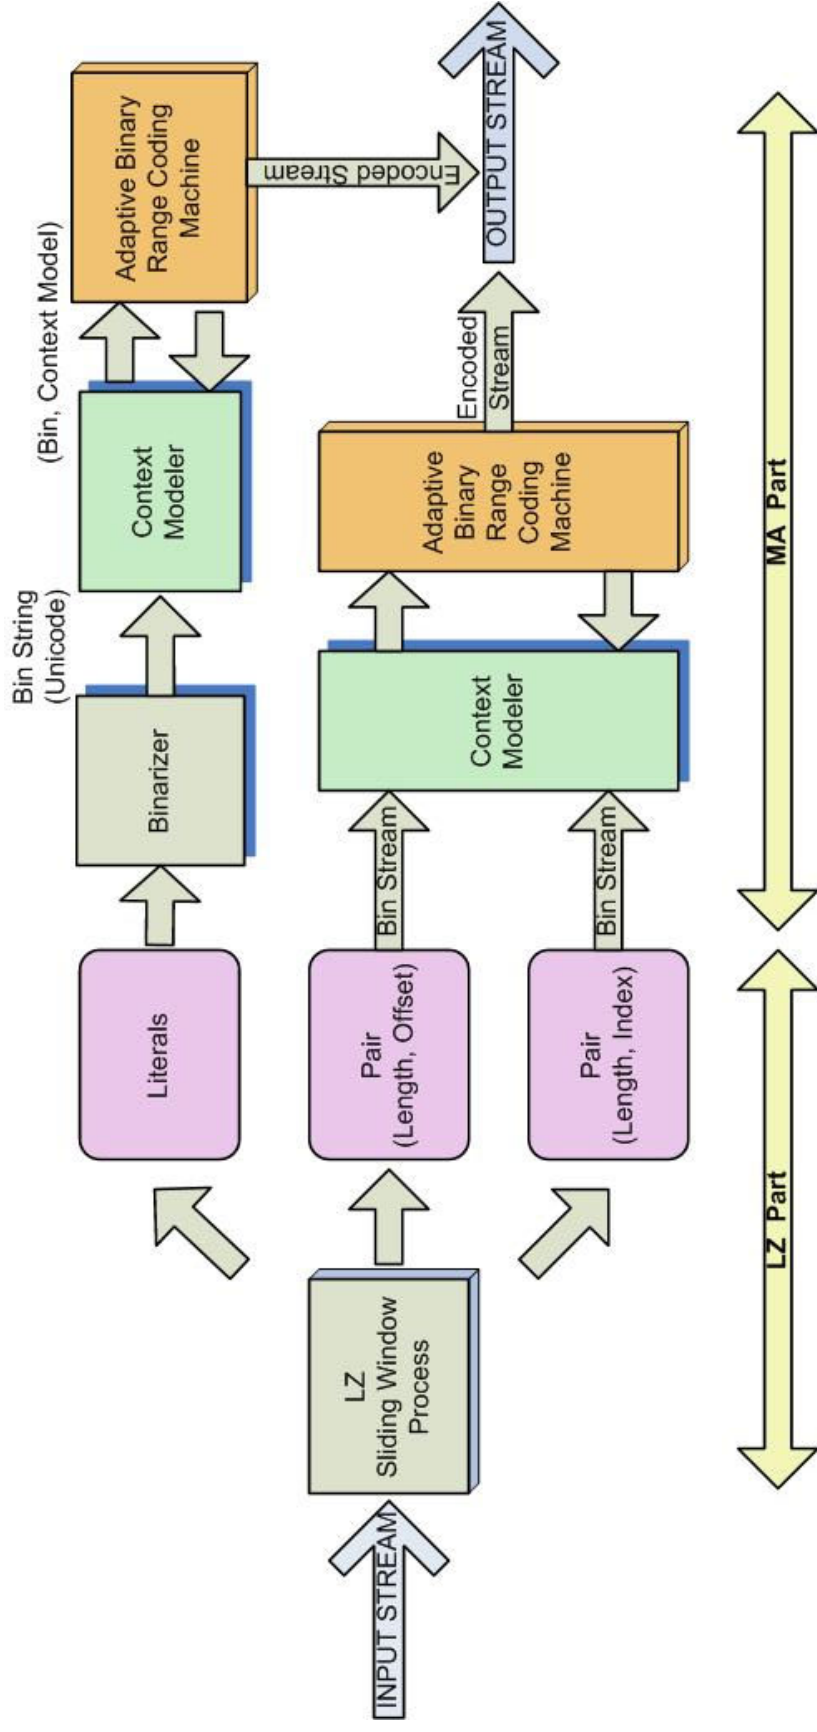 INPUT STREAM
LZ
Sliding Window
Process
Literals
Pair
(Length, Offset)
Pair
(Length, Index)
Binarizer
Bin String
(Unicode)
Context
Modeler
(Bin, Context Model)
Adaptive Binary
Range Coding
Machine
Encoded Stream
Bin Stream
Bin Stream
Context
Modeler
Adaptive
Binary
Range
Coding
Machine
Encoded
Stream
OUTPUT STREAM
LZ Part
MA Part